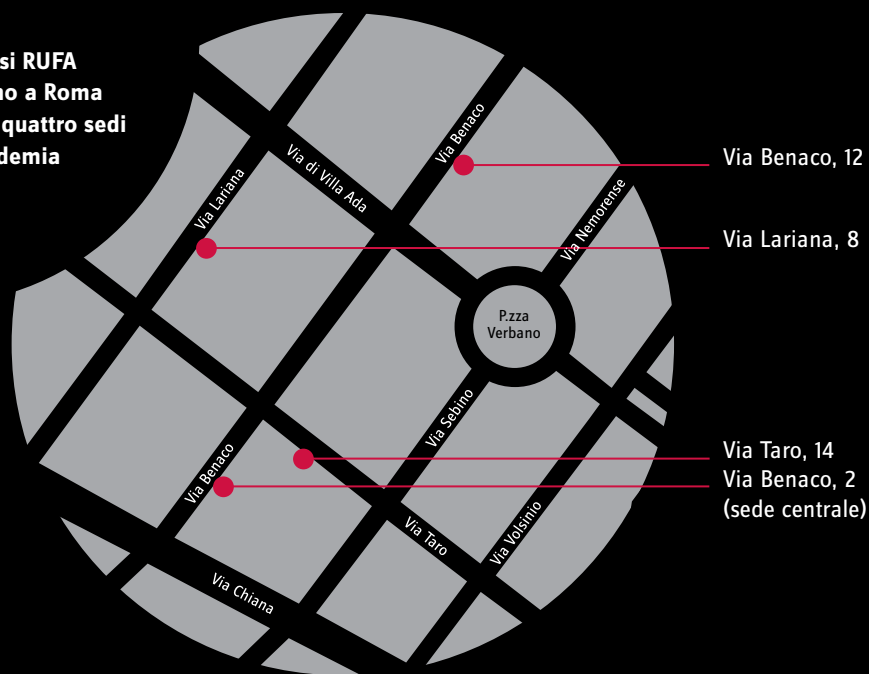 si RUFA
a Roma
quattro sedi
Via Benaco
Via Benaco, 12
Via di Villa Ada
Via Lariana
Via Nemorense
Via Lariana, 8
P.zza
Verbano
Via Sebino
Via Taro, 14
Via Benaco
Via Benaco, 2
(sede centrale)
Via Volsinio
Via Taro
Via Chiana